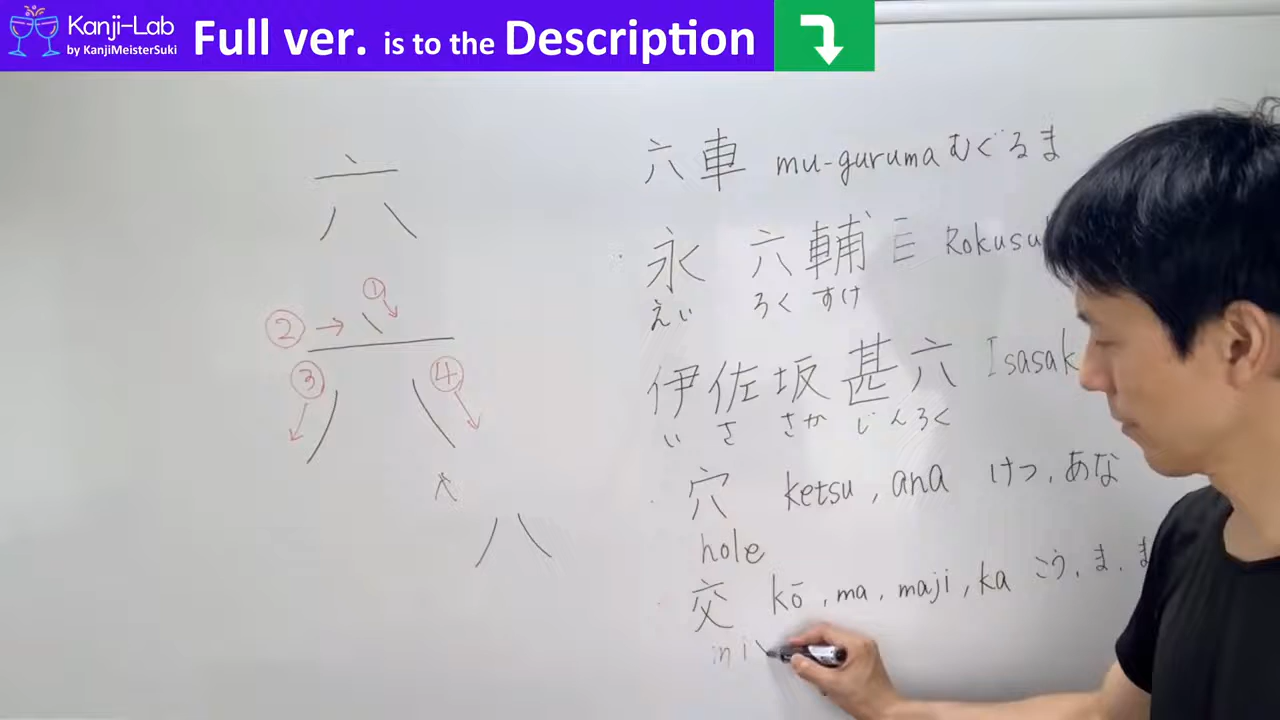 Kanji-Lab
by KanjiMeisterSuki
Full ver. is to the Description
六
①
②
③
④
八
六車 mu-guruma むぐるま
永 六輔 Rokusu
えい ろく すけ
伊佐坂甚六 Isasak
い さ さか じんろく
穴 ketsu, ana けつ, あな
hole
交 kō, ma, maji, ka こう, ま, ま
mi